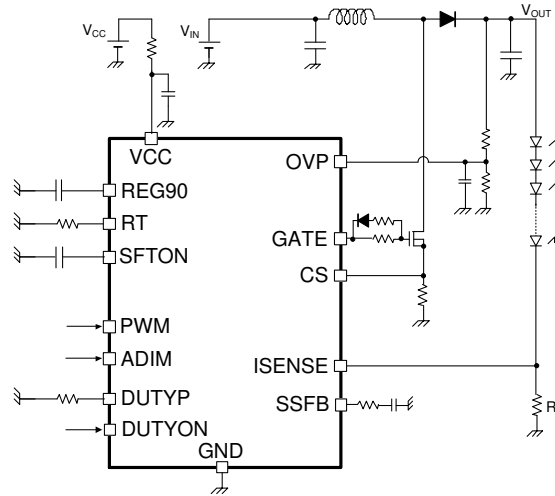 VCC
VIN
VOUT
VCC
OVP
REG90
RT
GATE
SFTON
CS
PWM
ADIM
ISENSE
DUTYP
SSFB
DUTYON
GND
R